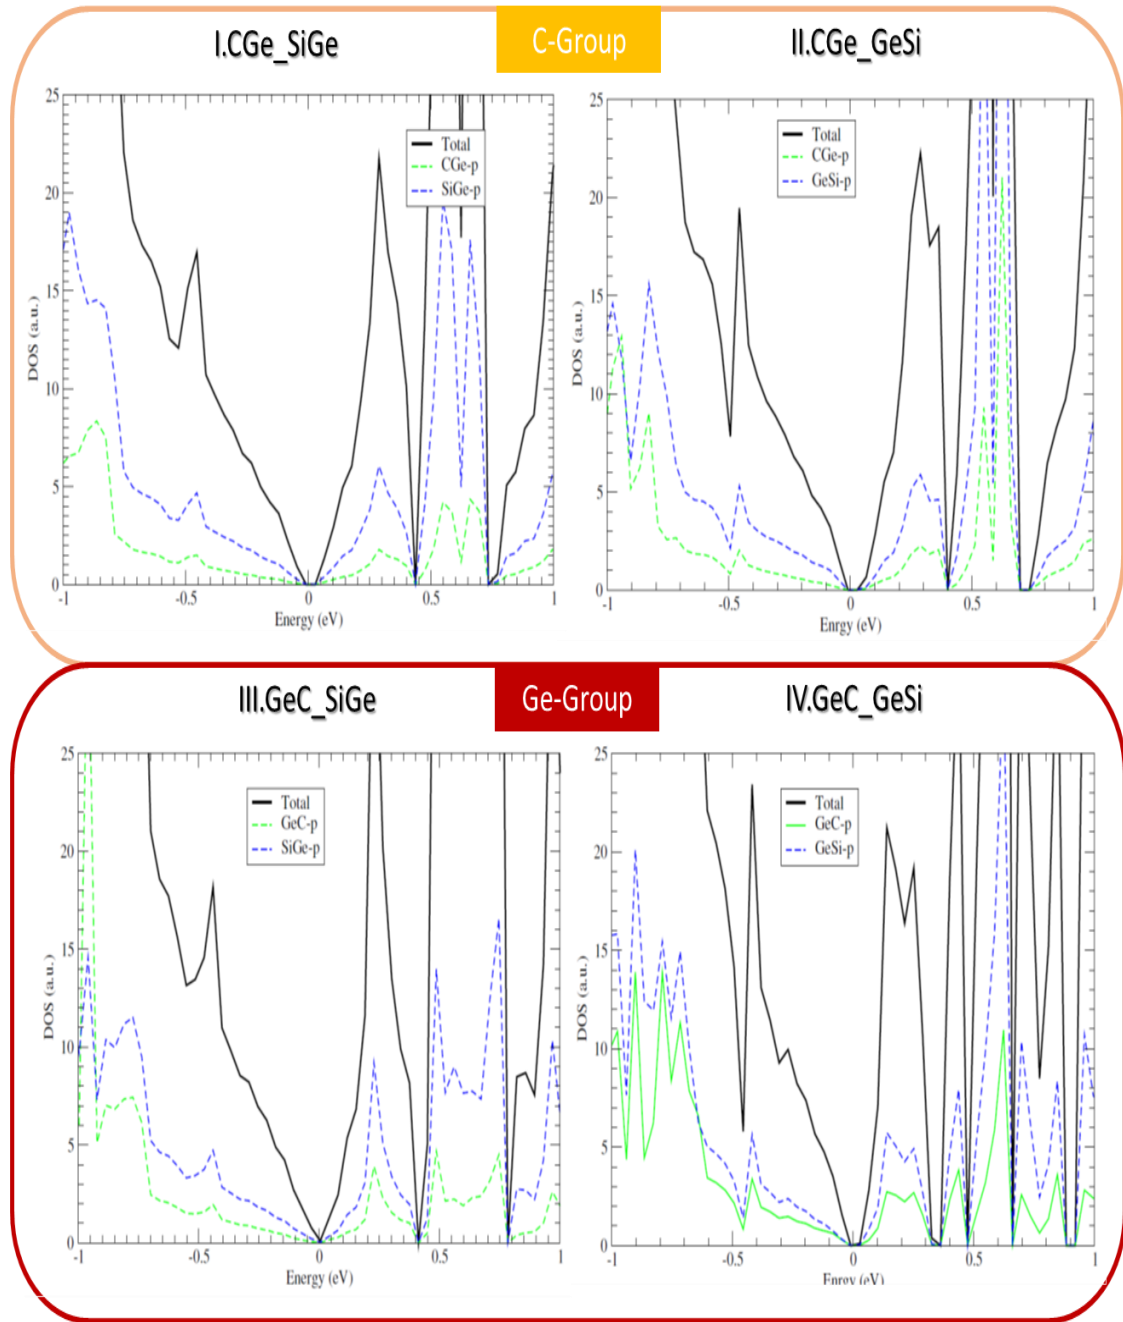 I.CGe_SiGe
C-Group
II.CGe_GeSi
25
20
15
10
5
0
DOS (a.u.)
Total
CGe-p
SiGe-p
-1
-0.5
0
0.5
1
Energy (eV)
25
20
15
10
5
0
DOS (a.u.)
Total
CGe-p
GeSi-p
-1
-0.5
0
0.5
1
Enrgy (eV)
III.GeC_SiGe
Ge-Group
IV.GeC_GeSi
25
20
15
10
5
0
DOS (a.u.)
Total
GeC-p
SiGe-p
-1
-0.5
0
0.5
1
Energy (eV)
25
20
15
10
5
0
DOS (a.u.)
Total
GeC-p
GeSi-p
-1
-0.5
0
0.5
1
Enrgy (eV)